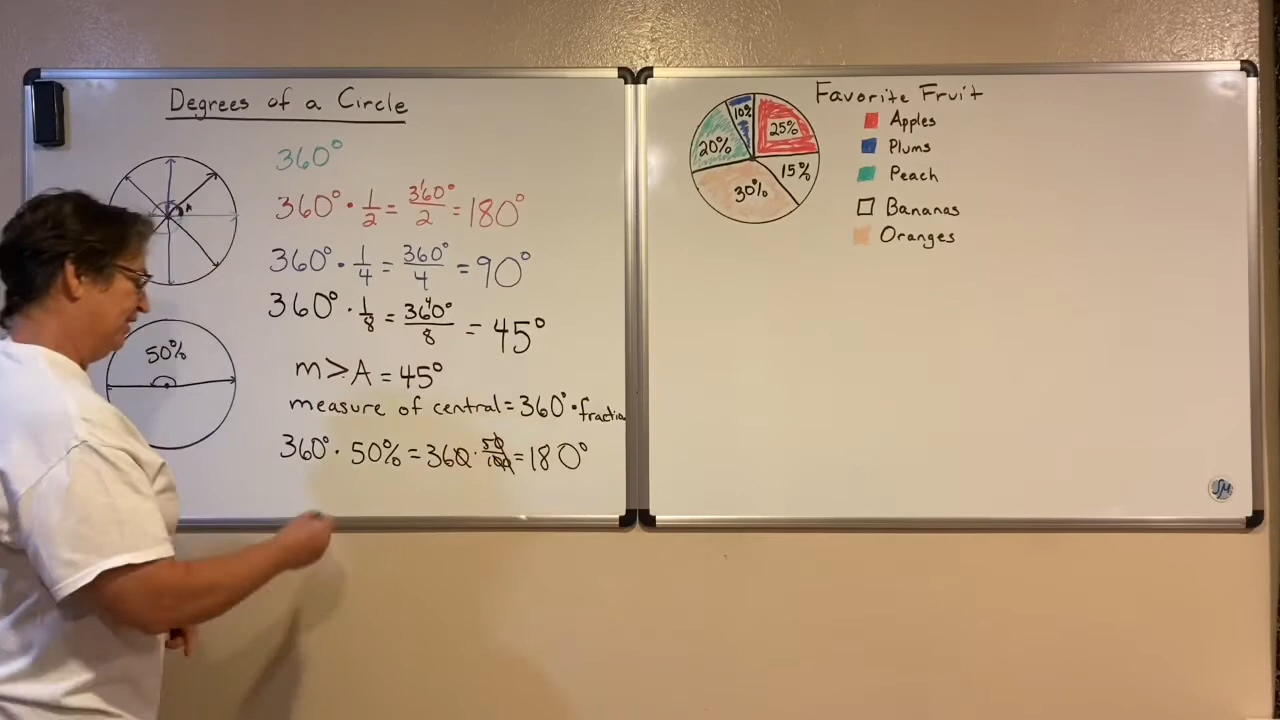 Degrees of a Circle
360°
360° · 1/2 = 360°/2 = 180°
360° · 1/4 = 360°/4 = 90°
360° · 1/8 = 360°/8 = 45°
A
50%
m>A = 45°
measure of central = 360° · fraction
360° · 50% = 360 · 50/100 = 180°
Favorite Fruit
10%
25%
20%
15%
30%
Apples
Plums
Peach
Bananas
Oranges
SM